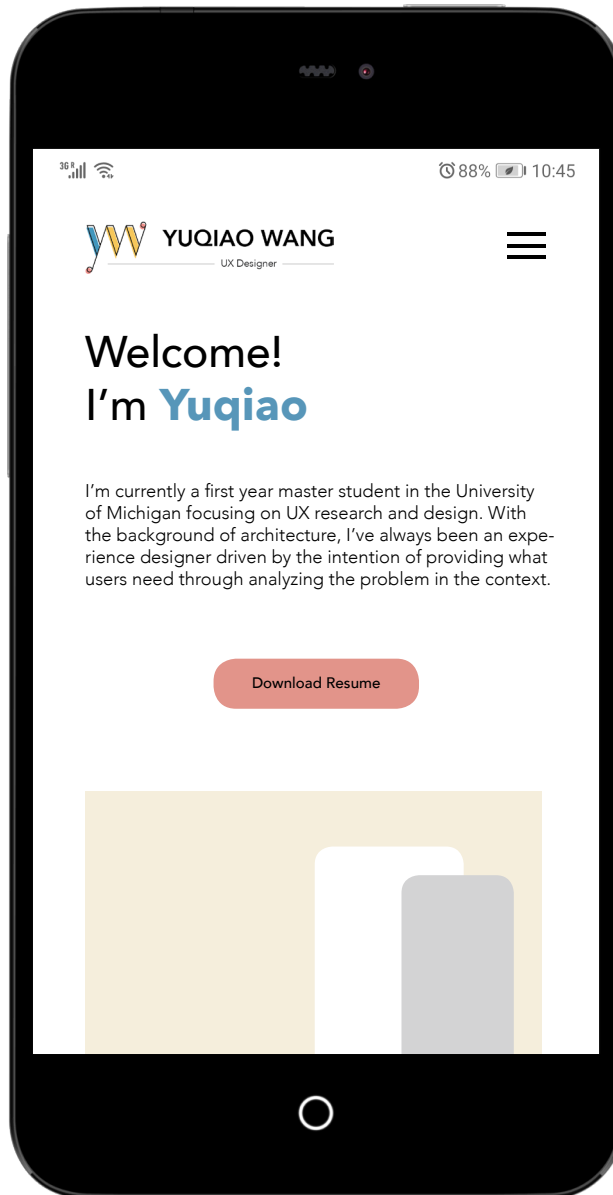 3G R 88% 10:45
YW YUQIAO WANG
UX Designer
Welcome!
I'm Yuqiao
I'm currently a first year master student in the University
of Michigan focusing on UX research and design. With
the background of architecture, I've always been an expe-
rience designer driven by the intention of providing what
users need through analyzing the problem in the context.
Download Resume